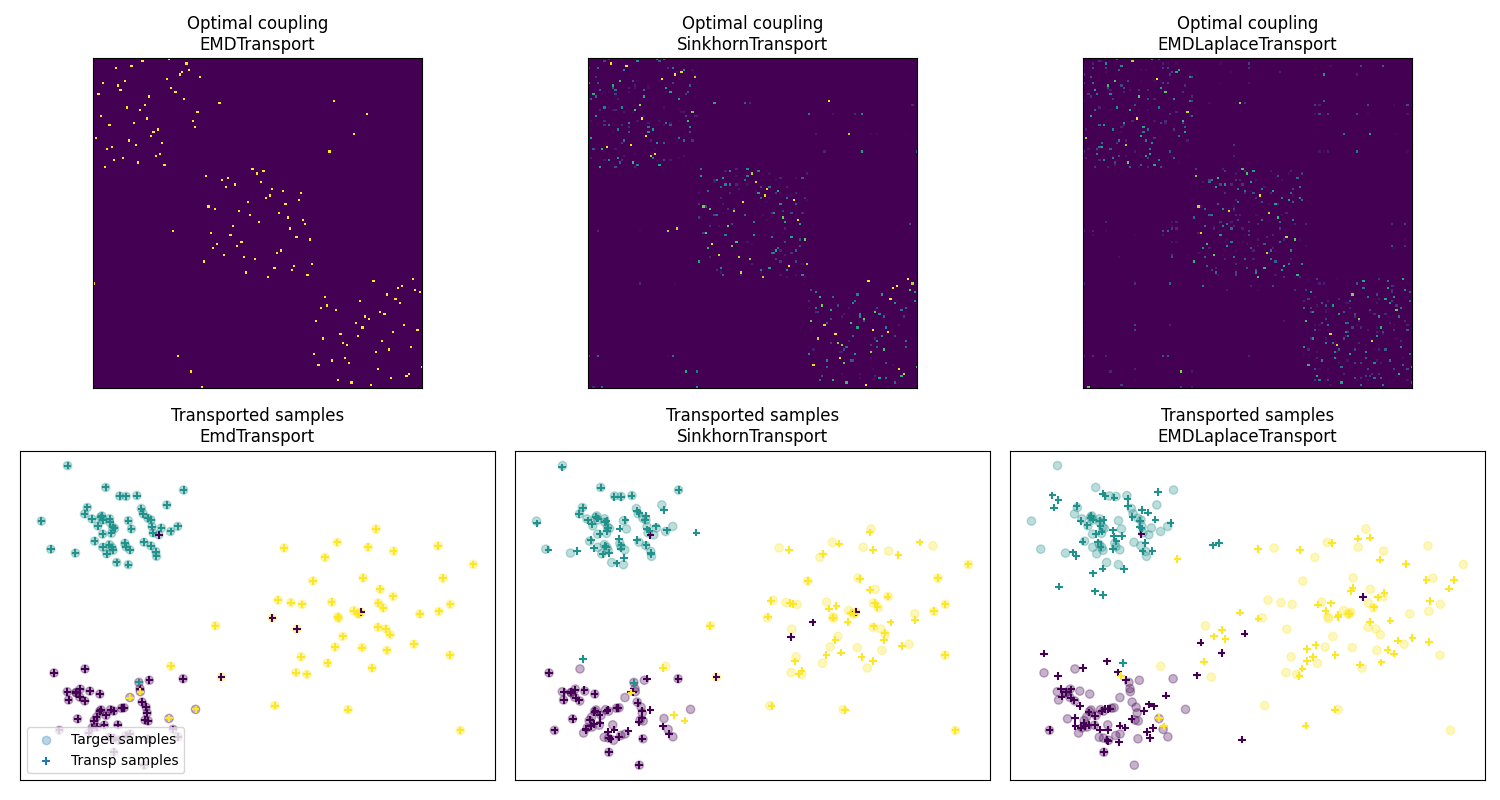 Optimal coupling
EMDTransport
Optimal coupling
SinkhornTransport
Optimal coupling
EMDLaplaceTransport
Transported samples
EmdTransport
Transported samples
SinkhornTransport
Transported samples
EMDLaplaceTransport
Target samples
Transp samples